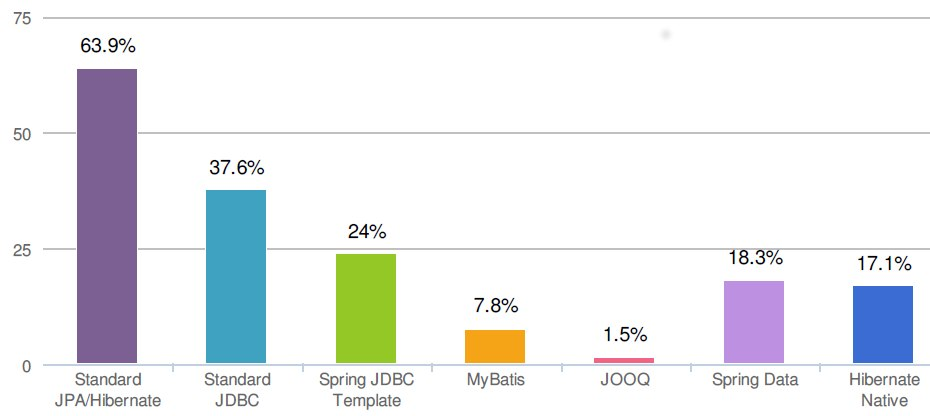 75
63.9%
50
37.6%
24%
25
18.3%
17.1%
7.8%
1.5%
0
Standard
JPA/Hibernate
Standard
JDBC
Spring JDBC
Template
MyBatis
JOOQ
Spring Data
Hibernate
Native